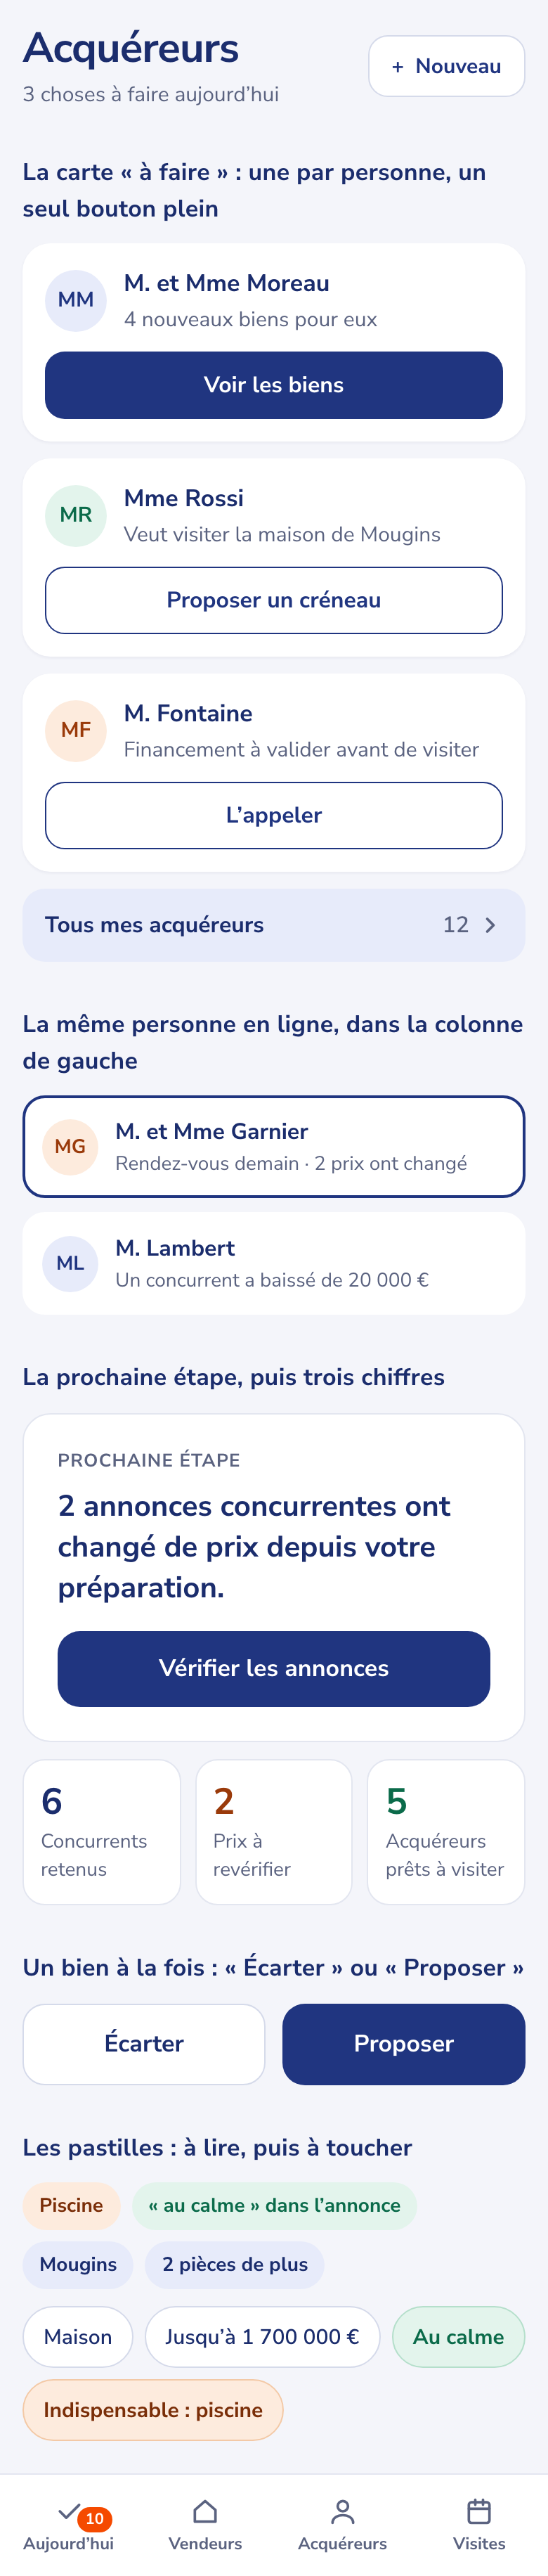 Acquéreurs
3 choses à faire aujourd’hui
+ Nouveau
La carte « à faire » : une par personne, un
seul bouton plein
MM
M. et Mme Moreau
4 nouveaux biens pour eux
Voir les biens
MR
Mme Rossi
Veut visiter la maison de Mougins
Proposer un créneau
MF
M. Fontaine
Financement à valider avant de visiter
L’appeler
Tous mes acquéreurs
12
La même personne en ligne, dans la colonne
de gauche
MG
M. et Mme Garnier
Rendez-vous demain · 2 prix ont changé
ML
M. Lambert
Un concurrent a baissé de 20 000 €
La prochaine étape, puis trois chiffres
PROCHAINE ÉTAPE
2 annonces concurrentes ont
changé de prix depuis votre
préparation.
Vérifier les annonces
6
Concurrents
retenus
2
Prix à
revérifier
5
Acquéreurs
prêts à visiter
Un bien à la fois : « Écarter » ou « Proposer »
Écarter
Proposer
Les pastilles : à lire, puis à toucher
Piscine
« au calme » dans l’annonce
Mougins
2 pièces de plus
Maison
Jusqu’à 1 700 000 €
Au calme
Indispensable : piscine
10
Aujourd’hui
Vendeurs
Acquéreurs
Visites